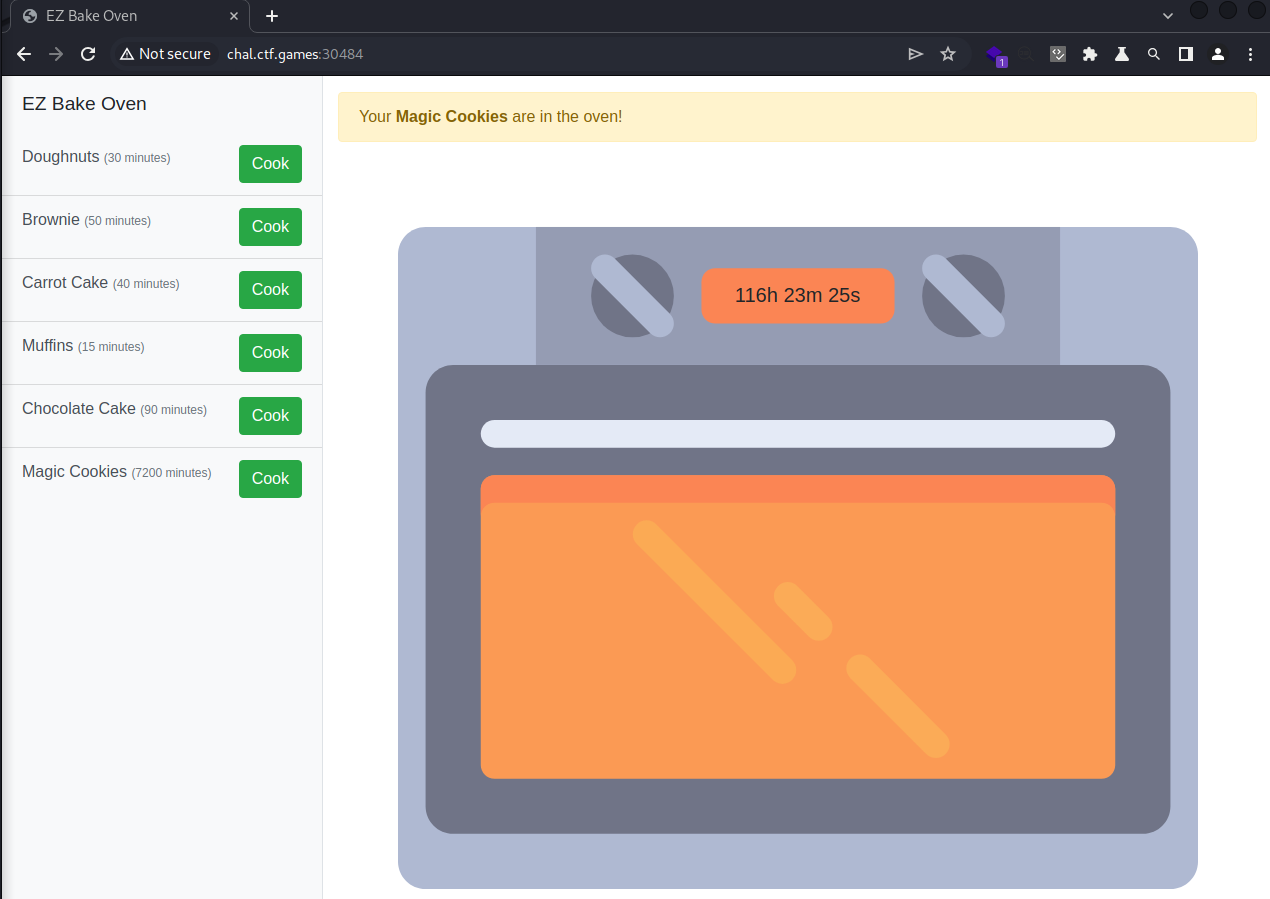 EZ Bake Oven
Not secure chal.ctf.games:30484
1
EZ Bake Oven
Your Magic Cookies are in the oven!
Doughnuts (30 minutes) Cook
Brownie (50 minutes) Cook
Carrot Cake (40 minutes) Cook
Muffins (15 minutes) Cook
Chocolate Cake (90 minutes) Cook
Magic Cookies (7200 minutes) Cook
116h 23m 25s